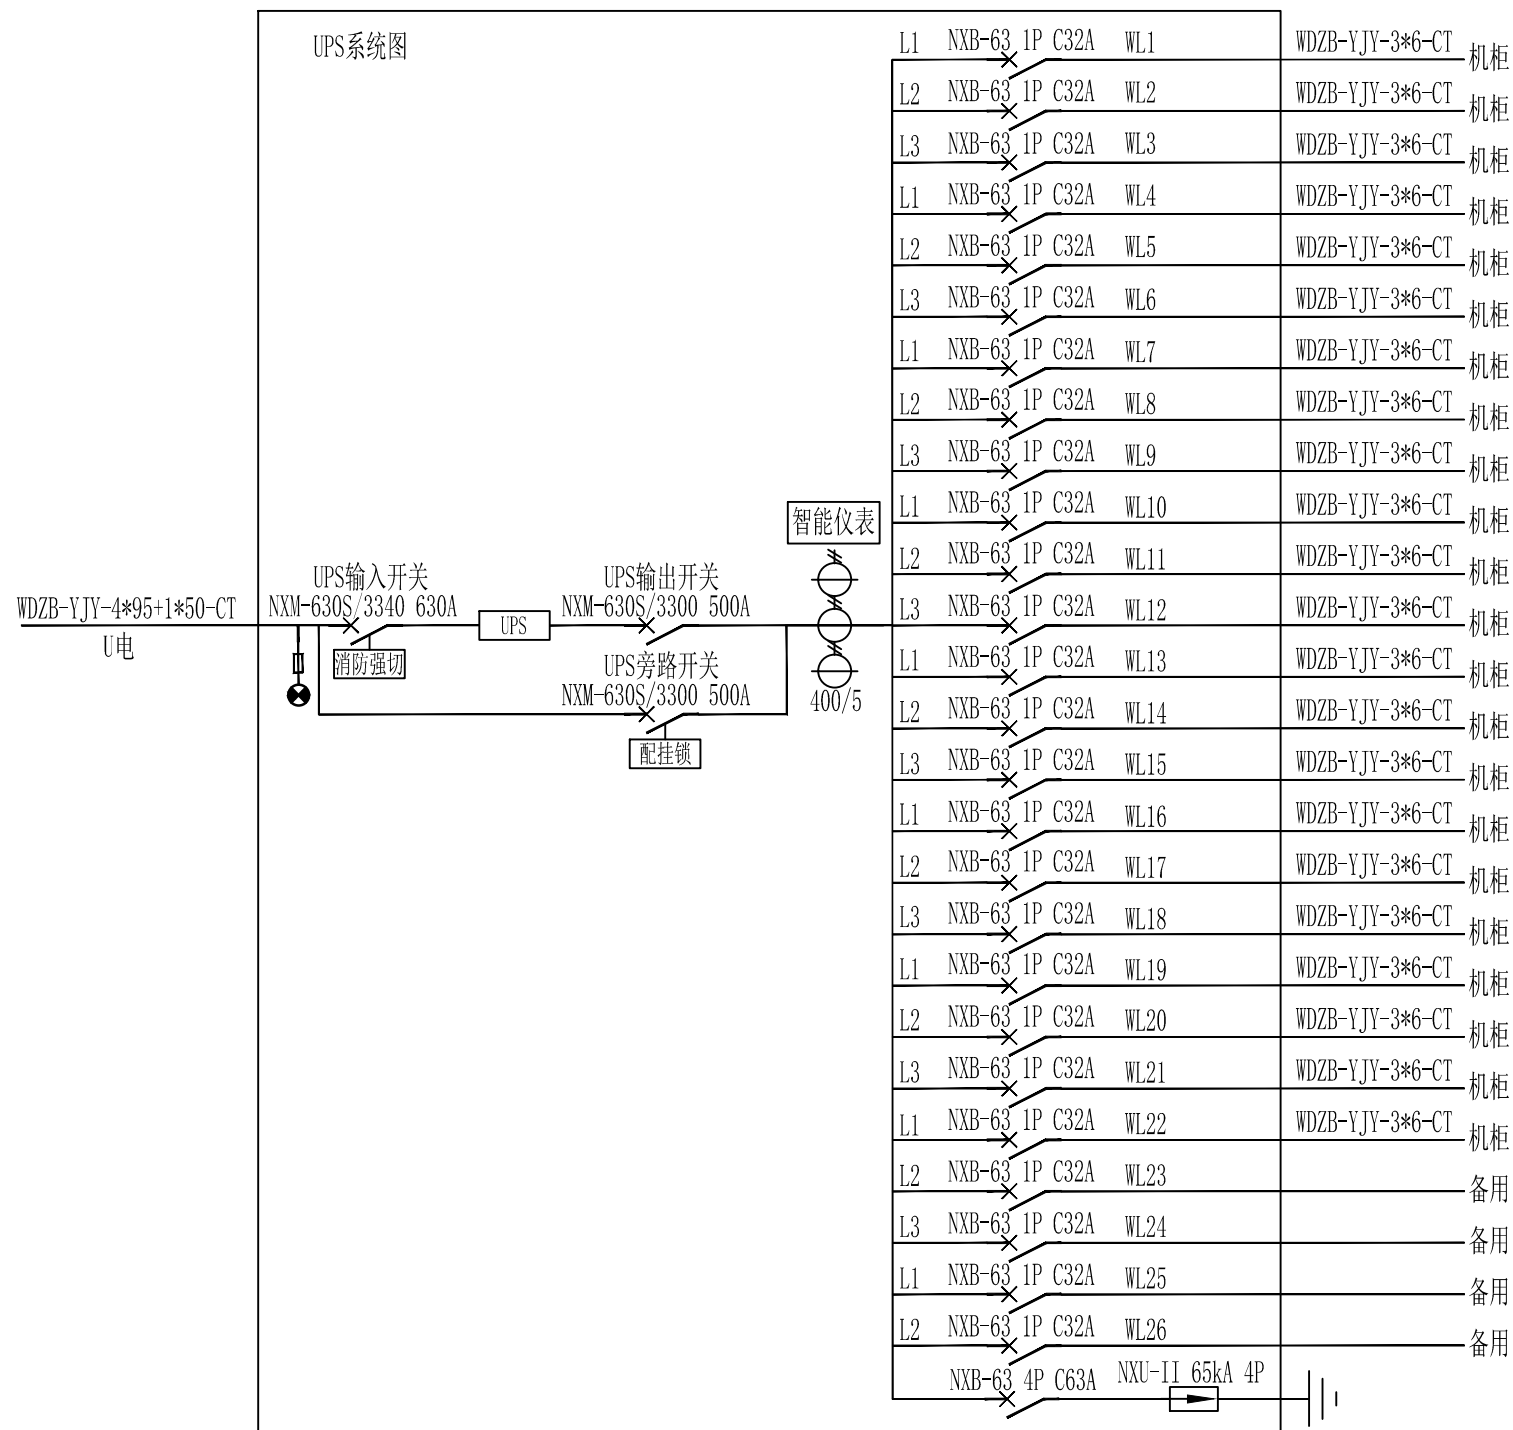 UPS系统图
L1 NXB-63 1P C32A WL1 WDZB-YJY-3*6-CT 机柜
L2 NXB-63 1P C32A WL2 WDZB-YJY-3*6-CT 机柜
L3 NXB-63 1P C32A WL3 WDZB-YJY-3*6-CT 机柜
L1 NXB-63 1P C32A WL4 WDZB-YJY-3*6-CT 机柜
L2 NXB-63 1P C32A WL5 WDZB-YJY-3*6-CT 机柜
L3 NXB-63 1P C32A WL6 WDZB-YJY-3*6-CT 机柜
L1 NXB-63 1P C32A WL7 WDZB-YJY-3*6-CT 机柜
L2 NXB-63 1P C32A WL8 WDZB-YJY-3*6-CT 机柜
L3 NXB-63 1P C32A WL9 WDZB-YJY-3*6-CT 机柜
L1 NXB-63 1P C32A WL10 WDZB-YJY-3*6-CT 机柜
智能仪表
L2 NXB-63 1P C32A WL11 WDZB-YJY-3*6-CT 机柜
UPS输入开关
NXM-630S/3340 630A
UPS输出开关
NXM-630S/3300 500A
WDZB-YJY-4*95+1*50-CT
U电
UPS
消防强切
L3 NXB-63 1P C32A WL12 WDZB-YJY-3*6-CT 机柜
UPS旁路开关
NXM-630S/3300 500A
配挂锁
400/5
L1 NXB-63 1P C32A WL13 WDZB-YJY-3*6-CT 机柜
L2 NXB-63 1P C32A WL14 WDZB-YJY-3*6-CT 机柜
L3 NXB-63 1P C32A WL15 WDZB-YJY-3*6-CT 机柜
L1 NXB-63 1P C32A WL16 WDZB-YJY-3*6-CT 机柜
L2 NXB-63 1P C32A WL17 WDZB-YJY-3*6-CT 机柜
L3 NXB-63 1P C32A WL18 WDZB-YJY-3*6-CT 机柜
L1 NXB-63 1P C32A WL19 WDZB-YJY-3*6-CT 机柜
L2 NXB-63 1P C32A WL20 WDZB-YJY-3*6-CT 机柜
L3 NXB-63 1P C32A WL21 WDZB-YJY-3*6-CT 机柜
L1 NXB-63 1P C32A WL22 WDZB-YJY-3*6-CT 机柜
L2 NXB-63 1P C32A WL23 备用
L3 NXB-63 1P C32A WL24 备用
L1 NXB-63 1P C32A WL25 备用
L2 NXB-63 1P C32A WL26 备用
NXB-63 4P C63A NXU-II 65kA 4P